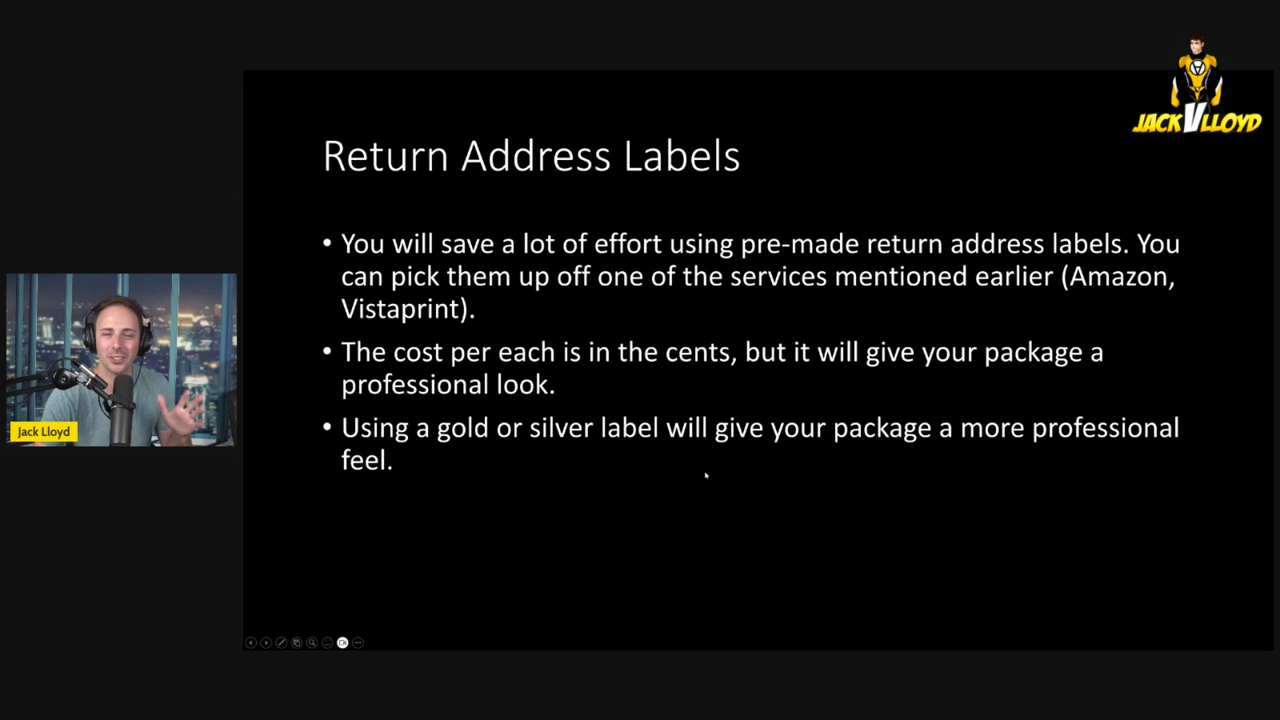 JACK V LLOYD
Return Address Labels
• You will save a lot of effort using pre-made return address labels. You
can pick them up off one of the services mentioned earlier (Amazon,
Vistaprint).
• The cost per each is in the cents, but it will give your package a
professional look.
• Using a gold or silver label will give your package a more professional
feel.
Jack Lloyd